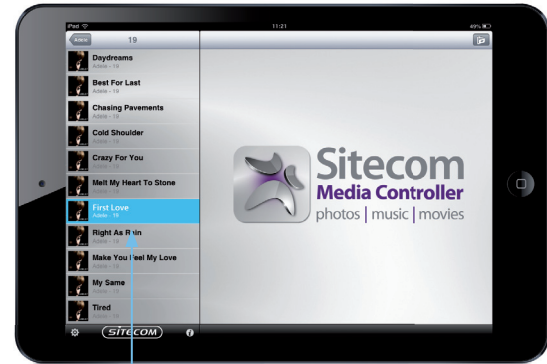 iPad 11:21 49%
Adele 19
Daydreams
Adele - 19
Best For Last
Adele - 19
Chasing Pavements
Adele - 19
Cold Shoulder
Adele - 19
Crazy For You
Adele - 19
Melt My Heart To Stone
Adele - 19
First Love
Adele - 19
Right As Rain
Adele - 19
Make You Feel My Love
Adele - 19
My Same
Adele - 19
Tired
Adele - 19
SITECOM i
Sitecom
Media Controller
photos | music | movies